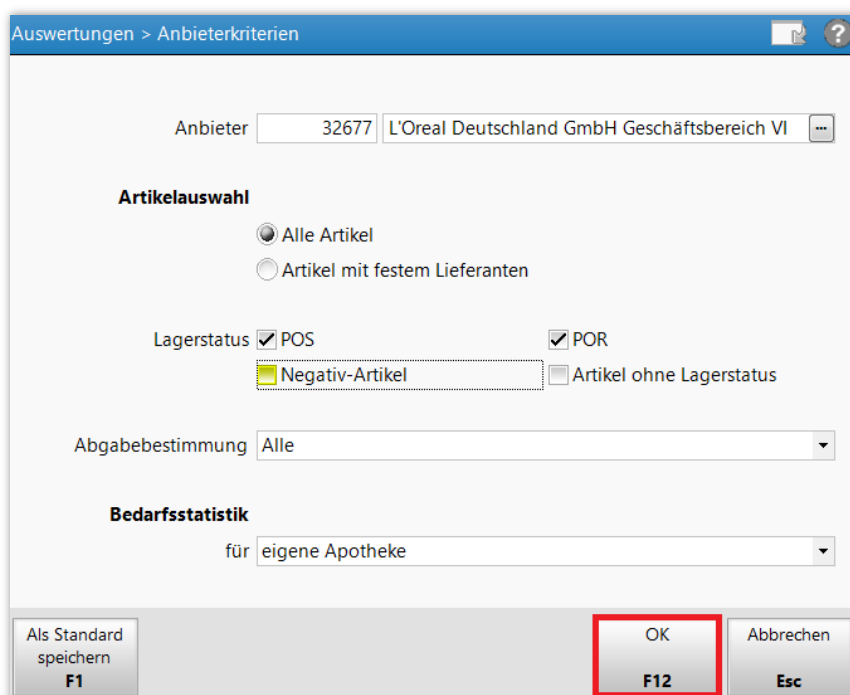 Auswertungen > Anbieterkriterien
?
Anbieter 32677 L'Oreal Deutschland GmbH Geschäftsbereich VI ...
Artikelauswahl
Alle Artikel
Artikel mit festem Lieferanten
Lagerstatus POS POR
Negativ-Artikel Artikel ohne Lagerstatus
Abgabebestimmung Alle
Bedarfsstatistik
für eigene Apotheke
Als Standard OK Abbrechen
speichern
F1 F12 Esc